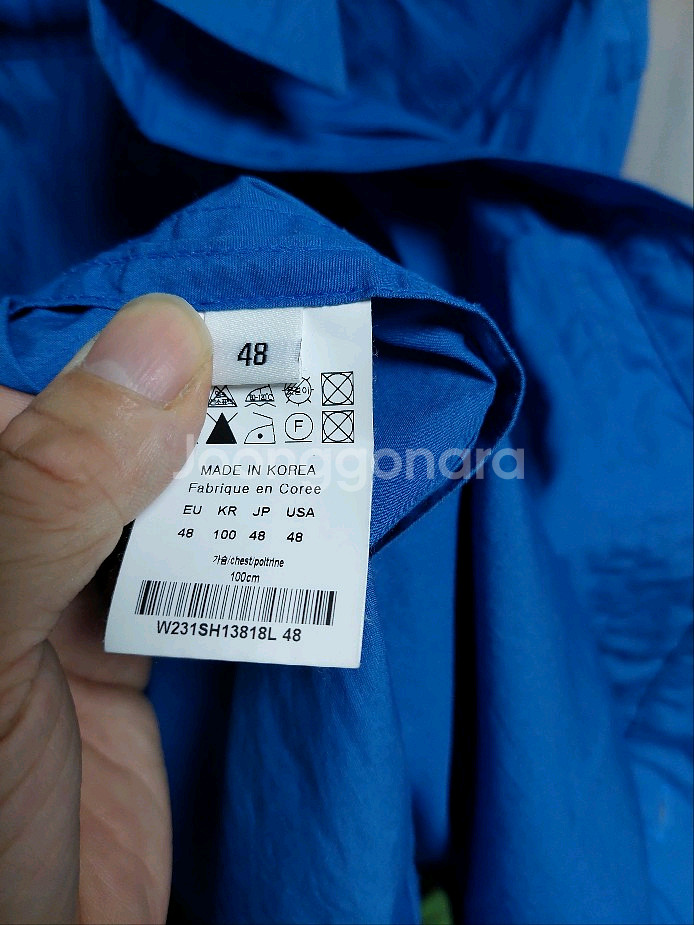 48
F
MADE IN KOREA
Fabrique en Coree
EU KR JP USA
48 100 48 48
가슴/chest/poitrine
100cm
W231SH13818L 48
Joonggonara